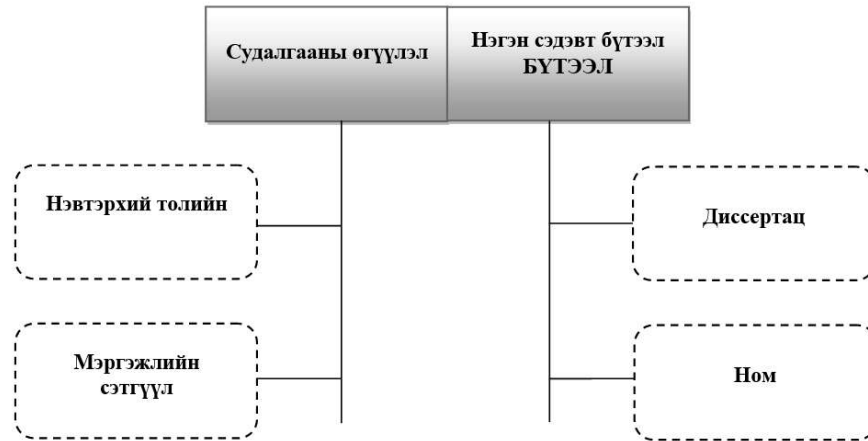 Судалгааны өгүүлэл
Нэгэн сэдэвт бүтээл
БҮТЭЭЛ
Нэвтэрхий толийн
Диссертац
Мэргэжлийн
сэтгүүл
Ном